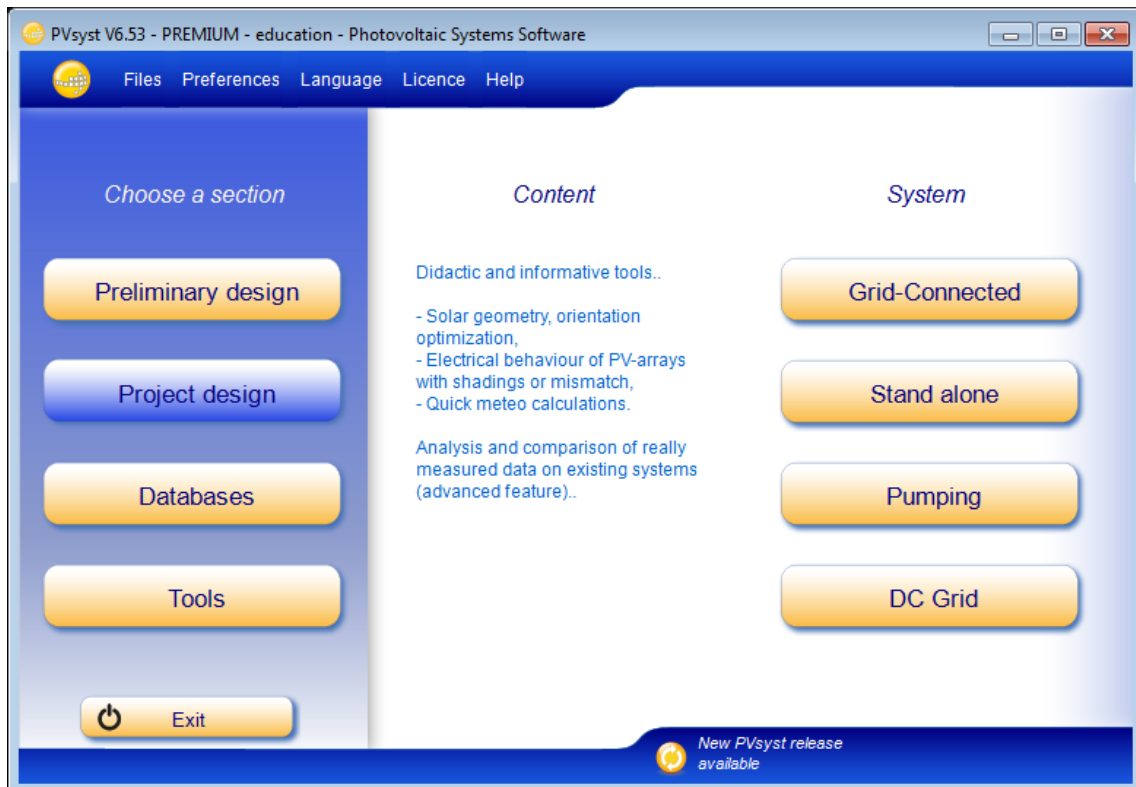 PVsyst V6.53 - PREMIUM - education - Photovoltaic Systems Software
Files Preferences Language Licence Help
Choose a section
Preliminary design
Project design
Databases
Tools
Exit
Content
Didactic and informative tools..
- Solar geometry, orientation
optimization,
- Electrical behaviour of PV-arrays
with shadings or mismatch,
- Quick meteo calculations.
Analysis and comparison of really
measured data on existing systems
(advanced feature)..
System
Grid-Connected
Stand alone
Pumping
DC Grid
New PVsyst release
available